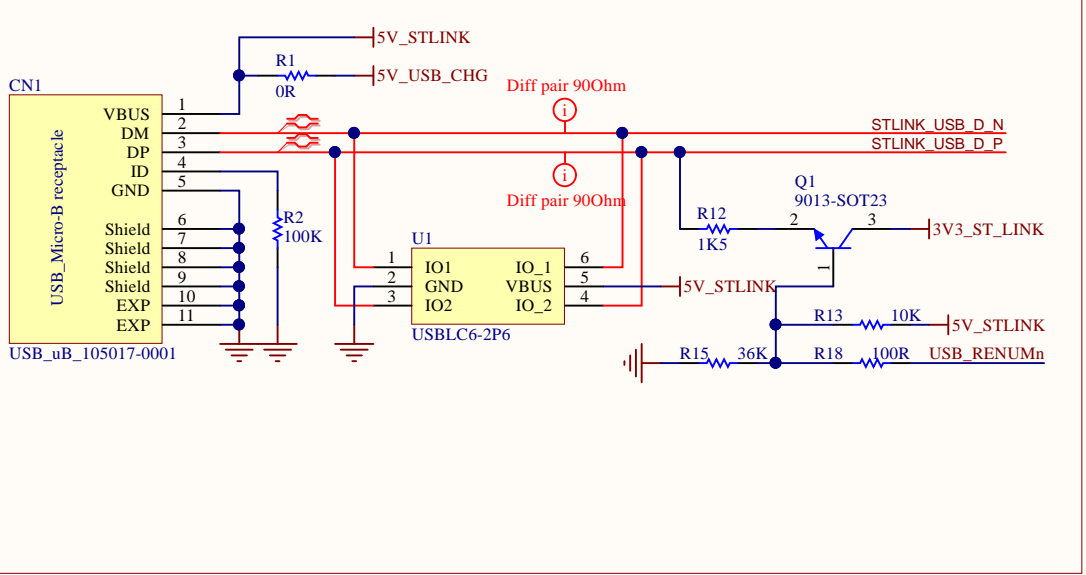 5V_STLINK
R1
0R
5V_USB_CHG
CN1
Diff pair 90Ohm
i
USB_Micro-B receptacle
VBUS 1
DM 2
DP 3
ID 4
GND 5
Shield 6
Shield 7
Shield 8
Shield 9
EXP 10
EXP 11
USB_uB_105017-0001
STLINK_USB_D_N
STLINK_USB_D_P
i
Diff pair 90Ohm
R2
100K
U1
1 IO1 IO_1 6
2 GND VBUS 5
3 IO2 IO_2 4
USBLC6-2P6
5V_STLINK
Q1
9013-SOT23
R12
1K5
2 3
1
3V3_ST_LINK
R13 10K
5V_STLINK
R15 36K
R18 100R
USB_RENUMn